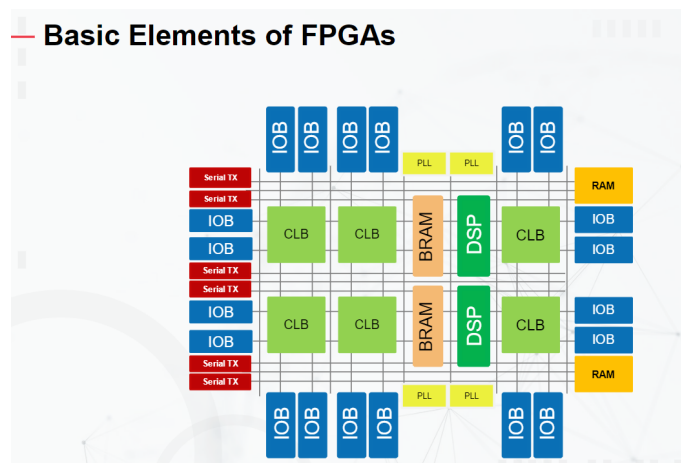 Basic Elements of FPGAs
IOB IOB IOB IOB IOB IOB
PLL PLL
Serial TX
RAM
Serial TX
IOB IOB
CLB CLB BRAM DSP CLB
IOB IOB
Serial TX
Serial TX
IOB IOB
CLB CLB BRAM DSP CLB
IOB IOB
Serial TX
RAM
Serial TX
PLL PLL
IOB IOB IOB IOB IOB IOB